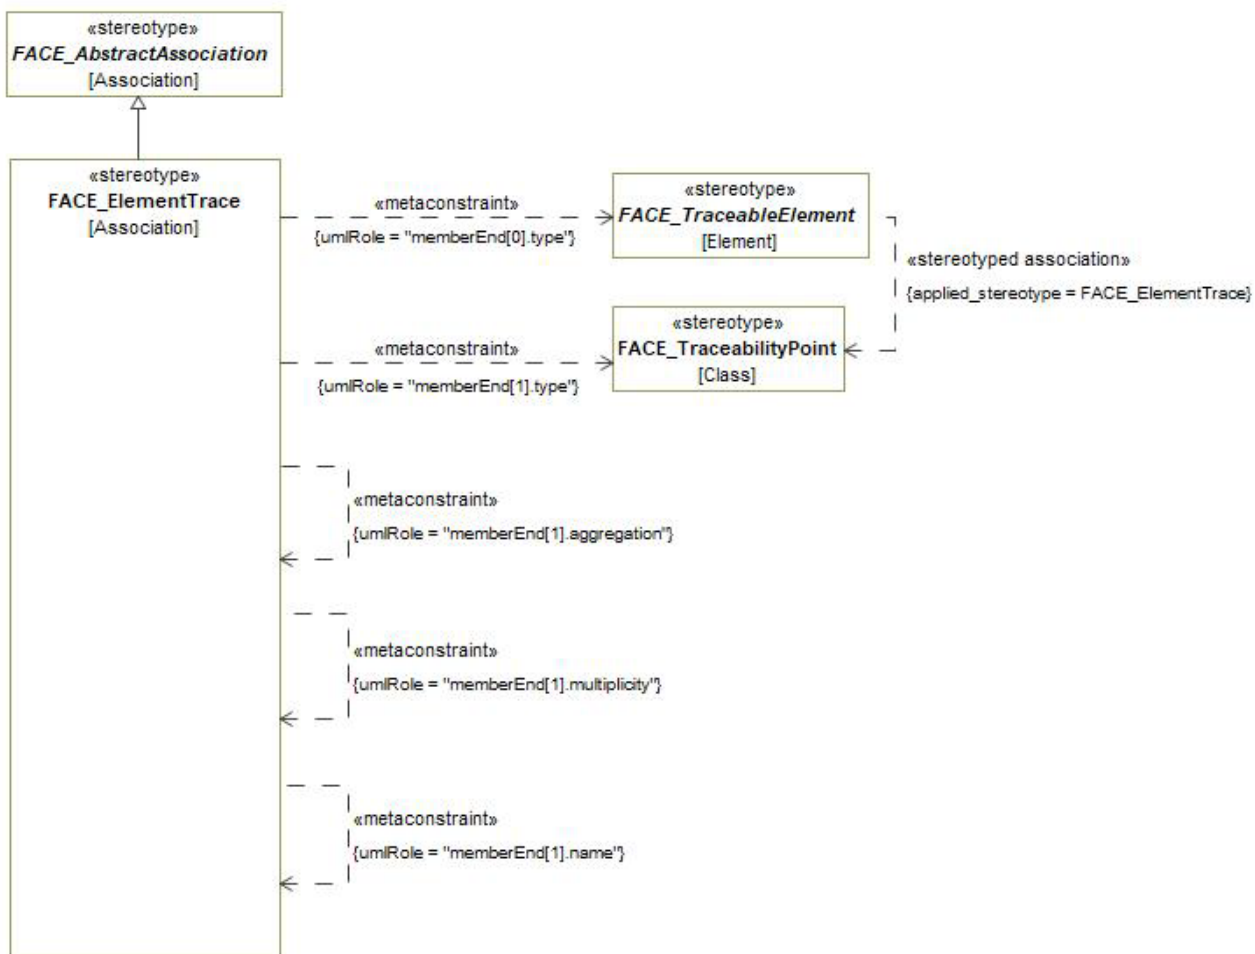 «stereotype»
FACE_AbstractAssociation
[Association]
«stereotype»
FACE_ElementTrace
[Association]
«metaconstraint»
{umlRole = "memberEnd[0].type"}
«stereotype»
FACE_TraceableElement
[Element]
«stereotyped association»
{applied_stereotype = FACE_ElementTrace}
«metaconstraint»
{umlRole = "memberEnd[1].type"}
«stereotype»
FACE_TraceabilityPoint
[Class]
«metaconstraint»
{umlRole = "memberEnd[1].aggregation"}
«metaconstraint»
{umlRole = "memberEnd[1].multiplicity"}
«metaconstraint»
{umlRole = "memberEnd[1].name"}